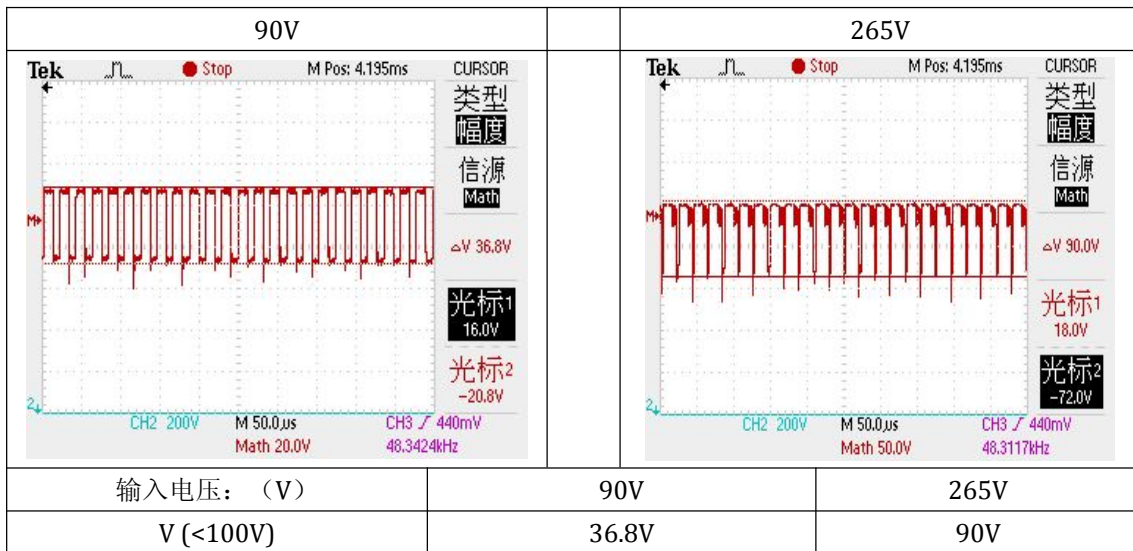 90V 265V
Tek Stop M Pos: 4.195ms CURSOR
类型
幅度
信源
Math
M
△V 36.8V
光标1
16.0V
光标2
-20.8V
2
CH2 200V M 50.0μs CH3 440mV
Math 20.0V 48.3424kHz
Tek Stop M Pos: 4.195ms CURSOR
类型
幅度
信源
Math
M
△V 90.0V
光标1
18.0V
光标2
-72.0V
2
CH2 200V M 50.0μs CH3 440mV
Math 50.0V 48.3117kHz
输入电压：（V） 90V 265V
V (<100V) 36.8V 90V